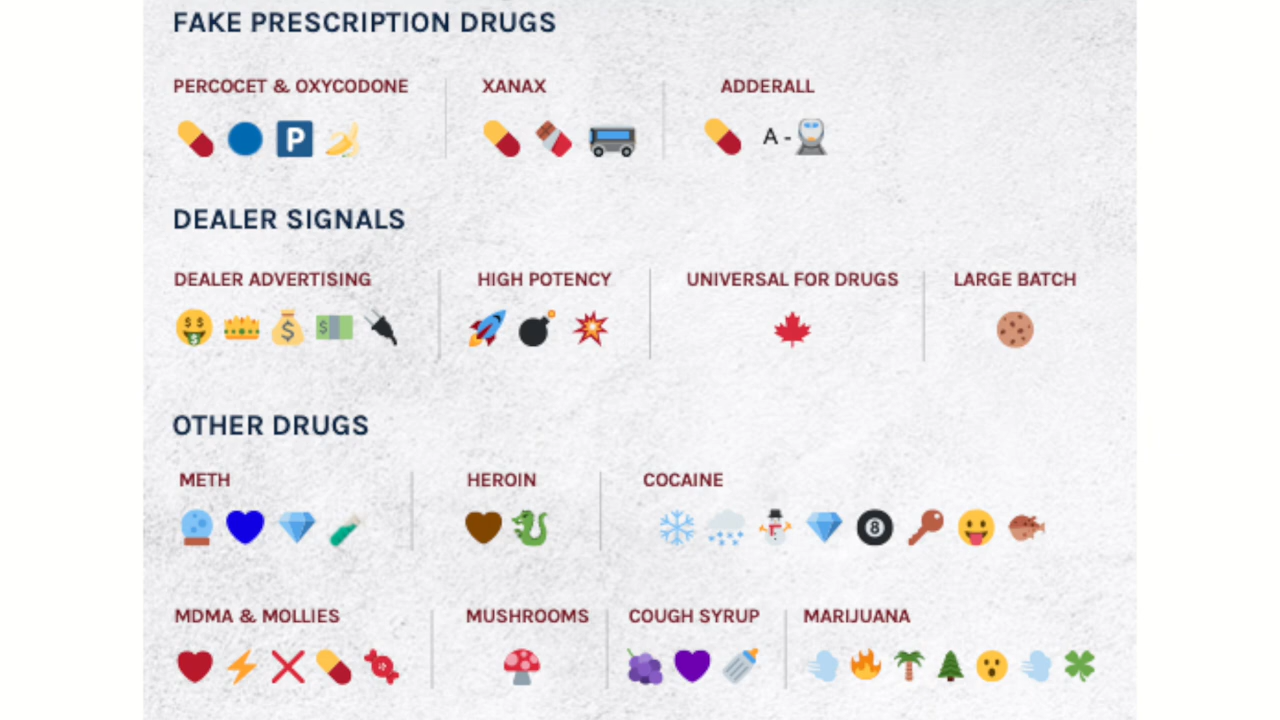 FAKE PRESCRIPTION DRUGS
PERCOCET & OXYCODONE XANAX ADDERALL
P A -
DEALER SIGNALS
DEALER ADVERTISING HIGH POTENCY UNIVERSAL FOR DRUGS LARGE BATCH
OTHER DRUGS
METH HEROIN COCAINE
8
MDMA & MOLLIES MUSHROOMS COUGH SYRUP MARIJUANA